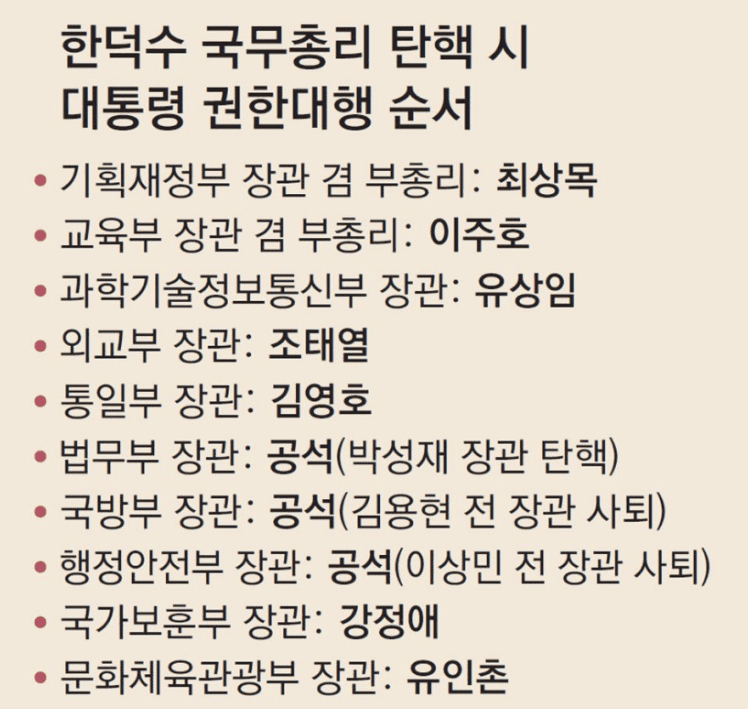 한덕수 국무총리 탄핵 시
대통령 권한대행 순서
• 기획재정부 장관 겸 부총리: 최상목
• 교육부 장관 겸 부총리: 이주호
• 과학기술정보통신부 장관: 유상임
• 외교부 장관: 조태열
• 통일부 장관: 김영호
• 법무부 장관: 공석(박성재 장관 탄핵)
• 국방부 장관: 공석(김용현 전 장관 사퇴)
• 행정안전부 장관: 공석(이상민 전 장관 사퇴)
• 국가보훈부 장관: 강정애
• 문화체육관광부 장관: 유인촌